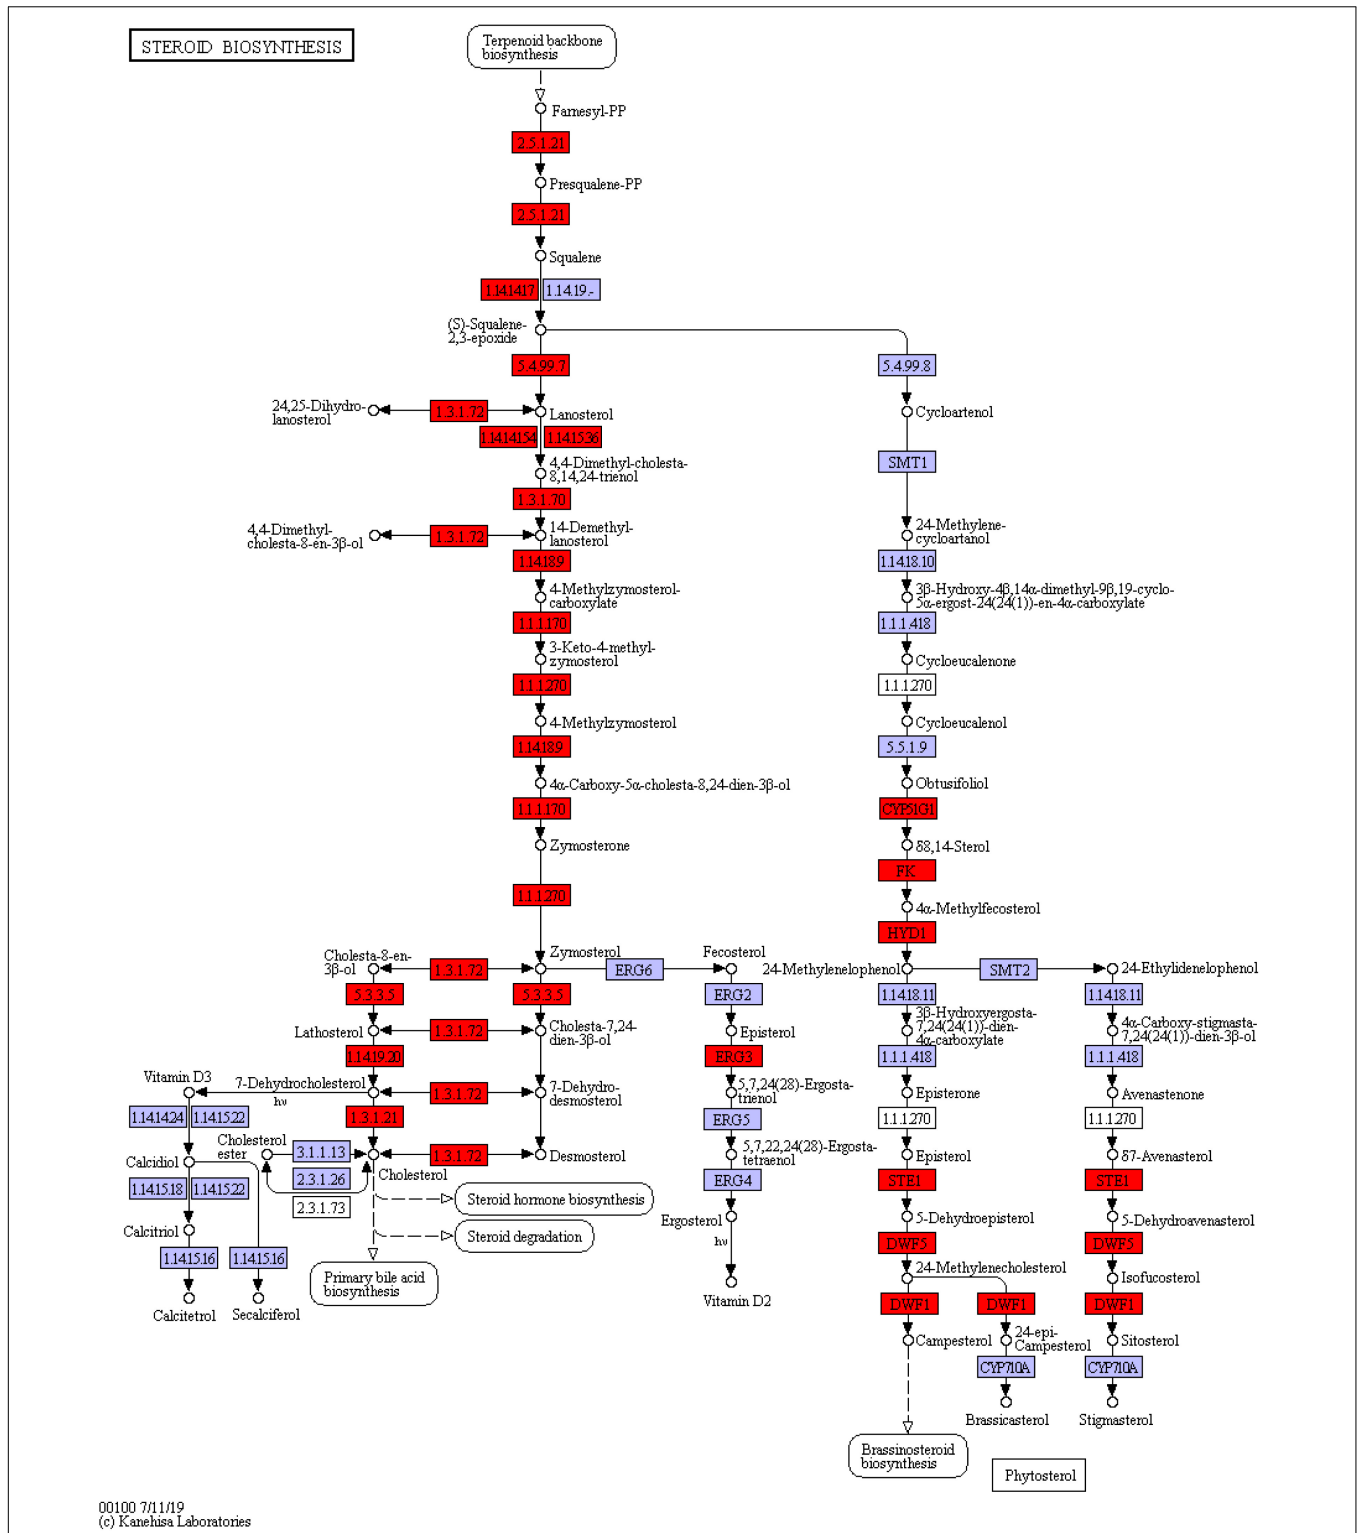 STEROID BIOSYNTHESIS
Terpenoid backbone
biosynthesis
Farnesyl-PP
2.5.1.21
Presqualene-PP
2.5.1.21
Squalene
1.14.14.17
1.14.19.-
(S)-Squalene-
2,3-epoxide
5.4.99.7
5.4.99.8
24,25-Dihydro-
lanosterol
1.3.1.72
Lanosterol
Cycloartenol
1.14.14.154
1.14.15.36
SMT1
4,4-Dimethyl-cholesta-
8,14,24-trienol
1.3.1.70
4,4-Dimethyl-
cholesta-8-en-3β-ol
1.3.1.72
14-Demethyl-
lanosterol
24-Methylene-
cycloartanol
1.14.18.9
1.14.18.10
4-Methylzymosterol-
carboxylate
3β-Hydroxy-4β,14α-dimethyl-9β,19-cyclo-
5α-ergost-24(24(1))-en-4α-carboxylate
1.1.1.170
1.1.1.418
3-Keto-4-methyl-
zymosterol
Cycloeucalenone
1.1.1.270
1.1.1.270
4-Methylzymosterol
Cycloeucalenol
1.14.18.9
5.5.1.9
4α-Carboxy-5α-cholesta-8,24-dien-3β-ol
Obtusifoliol
1.1.1.170
CYP51G1
Zymosterone
δ8,14-Sterol
FK
1.1.1.270
4α-Methylfecosterol
HYD1
Cholesta-8-en-
3β-ol
1.3.1.72
Zymosterol
ERG6
Fecosterol
24-Methylenelophenol
SMT2
24-Ethylidenelophenol
5.3.3.5
5.3.3.5
ERG2
1.14.18.11
1.14.18.11
Lathosterol
1.3.1.72
Cholesta-7,24-
dien-3β-ol
Episterol
3β-Hydroxyergosta-
7,24(24(1))-dien-
4α-carboxylate
4α-Carboxy-stigmasta-
7,24(24(1))-dien-3β-ol
1.14.19.20
ERG3
1.1.1.418
1.1.1.418
Vitamin D3
7-Dehydrocholesterol
hν
1.3.1.72
7-Dehydro-
desmosterol
5,7,24(28)-Ergosta-
trienol
Episterone
Avenastenone
1.14.14.24
1.14.15.22
1.3.1.21
ERG5
1.1.1.270
1.1.1.270
Cholesterol
ester
3.1.1.13
1.3.1.72
Desmosterol
5,7,22,24(28)-Ergosta-
tetraenol
Episterol
δ7-Avenasterol
Calcidiol
Cholesterol
2.3.1.26
ERG4
STE1
STE1
1.14.15.18
1.14.15.22
2.3.1.73
Steroid hormone biosynthesis
Ergosterol
5-Dehydroepisterol
5-Dehydroavenasterol
Calcitriol
Steroid degradation
hν
DWF5
DWF5
1.14.15.16
1.14.15.16
Primary bile acid
biosynthesis
24-Methylenecholesterol
Isofucosterol
Calcitetrol
Secalciferol
Vitamin D2
DWF1
DWF1
DWF1
Campesterol
24-epi-
Campesterol
Sitosterol
CYP710A
CYP710A
Brassicasterol
Stigmasterol
Brassinosteroid
biosynthesis
Phytosterol
00100 7/11/19
(c) Kanehisa Laboratories